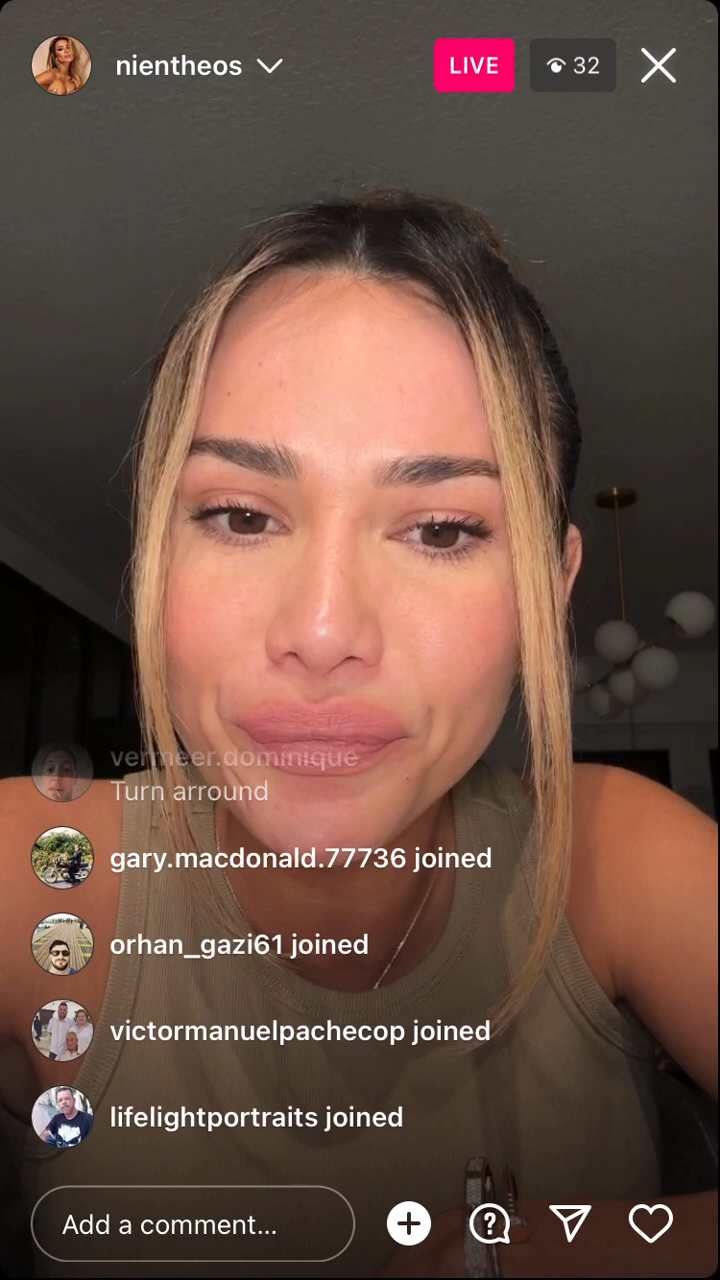 nientheos
LIVE
32
vermeer.dominique
Turn arround
gary.macdonald.77736 joined
orhan_gazi61 joined
victormanuelpachecop joined
lifelightportraits joined
Add a comment...